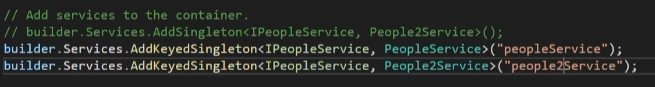 // Add services to the container.
// builder.Services.AddSingleton<IPeopleService, People2Service>();
builder.Services.AddKeyedSingleton<IPeopleService, PeopleService>("peopleService");
builder.Services.AddKeyedSingleton<IPeopleService, People2Service>("people2Service");